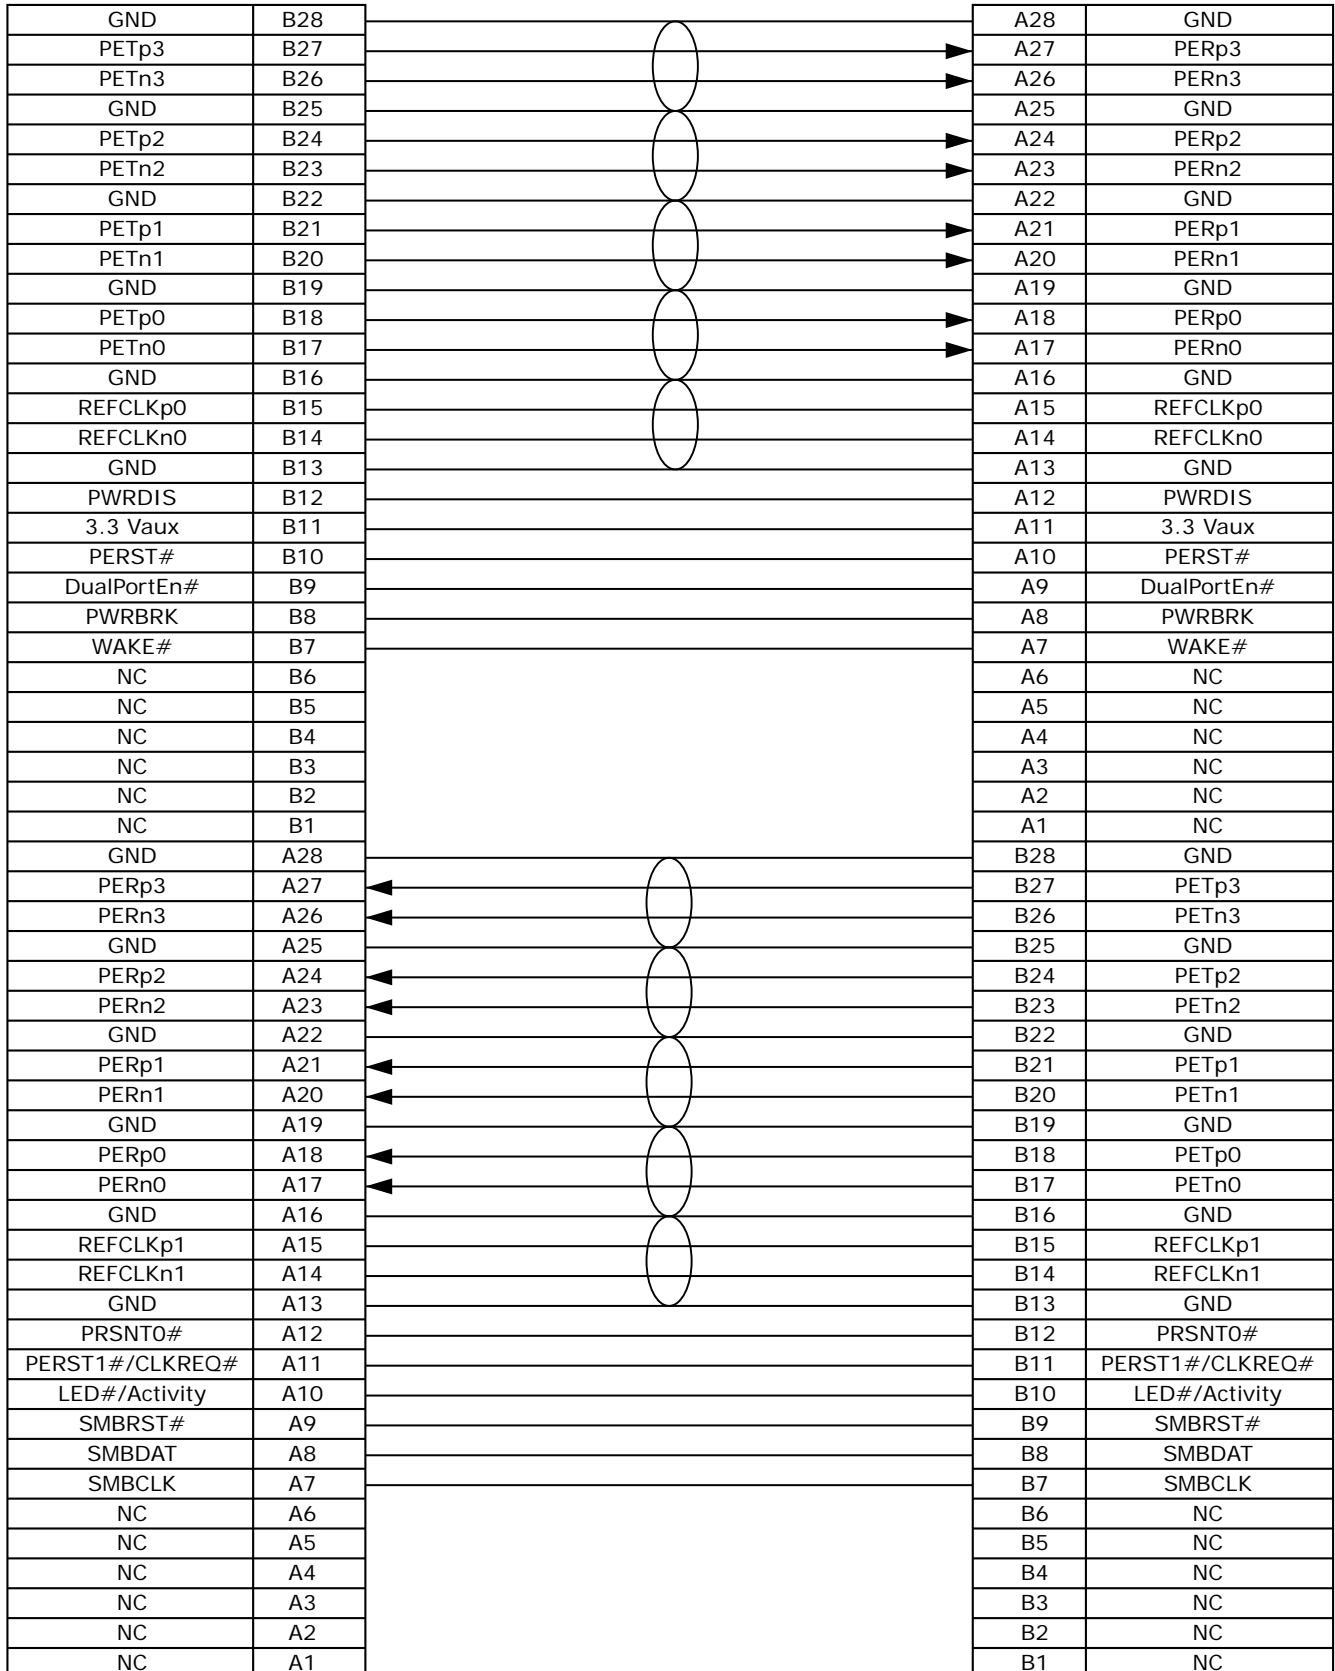 GND B28 A28 GND
PETp3 B27 A27 PERp3
PETn3 B26 A26 PERn3
GND B25 A25 GND
PETp2 B24 A24 PERp2
PETn2 B23 A23 PERn2
GND B22 A22 GND
PETp1 B21 A21 PERp1
PETn1 B20 A20 PERn1
GND B19 A19 GND
PETp0 B18 A18 PERp0
PETn0 B17 A17 PERn0
GND B16 A16 GND
REFCLKp0 B15 A15 REFCLKp0
REFCLKn0 B14 A14 REFCLKn0
GND B13 A13 GND
PWRDIS B12 A12 PWRDIS
3.3 Vaux B11 A11 3.3 Vaux
PERST# B10 A10 PERST#
DualPortEn# B9 A9 DualPortEn#
PWRBRK B8 A8 PWRBRK
WAKE# B7 A7 WAKE#
NC B6 A6 NC
NC B5 A5 NC
NC B4 A4 NC
NC B3 A3 NC
NC B2 A2 NC
NC B1 A1 NC
GND A28 B28 GND
PERp3 A27 B27 PETp3
PERn3 A26 B26 PETn3
GND A25 B25 GND
PERp2 A24 B24 PETp2
PERn2 A23 B23 PETn2
GND A22 B22 GND
PERp1 A21 B21 PETp1
PERn1 A20 B20 PETn1
GND A19 B19 GND
PERp0 A18 B18 PETp0
PERn0 A17 B17 PETn0
GND A16 B16 GND
REFCLKp1 A15 B15 REFCLKp1
REFCLKn1 A14 B14 REFCLKn1
GND A13 B13 GND
PRSNT0# A12 B12 PRSNT0#
PERST1#/CLKREQ# A11 B11 PERST1#/CLKREQ#
LED#/Activity A10 B10 LED#/Activity
SMBRST# A9 B9 SMBRST#
SMBDAT A8 B8 SMBDAT
SMBCLK A7 B7 SMBCLK
NC A6 B6 NC
NC A5 B5 NC
NC A4 B4 NC
NC A3 B3 NC
NC A2 B2 NC
NC A1 B1 NC